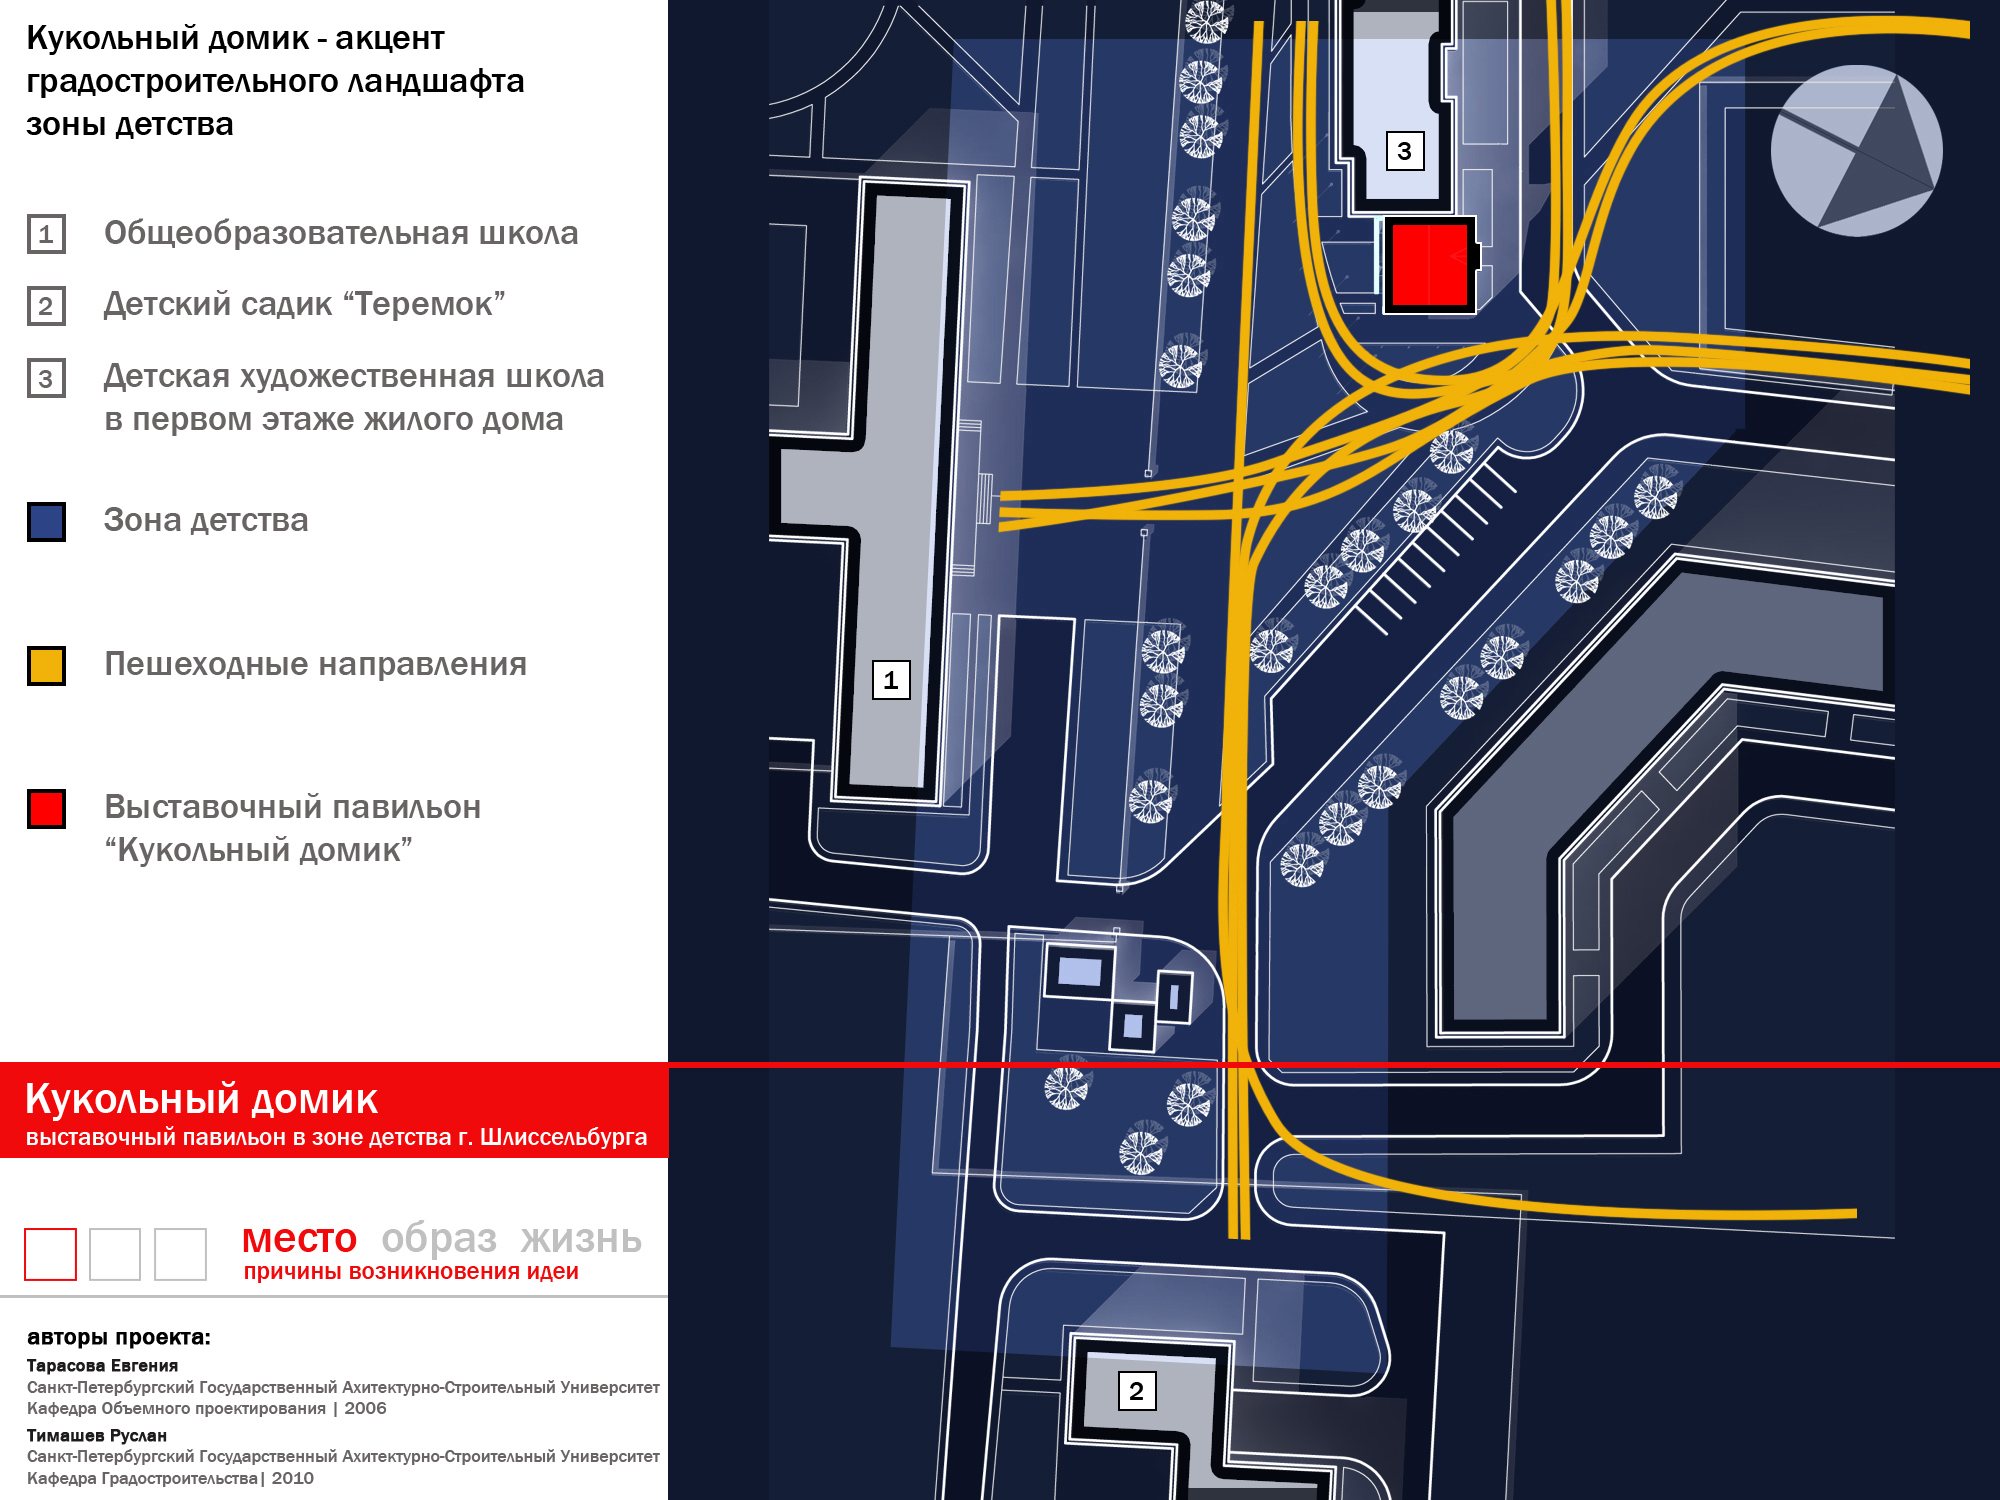 Кукольный домик - акцент
градостроительного ландшафта
зоны детства
1 Общеобразовательная школа
2 Детский садик “Теремок”
3 Детская художественная школа
в первом этаже жилого дома
Зона детства
Пешеходные направления
Выставочный павильон
“Кукольный домик”
Кукольный домик
выставочный павильон в зоне детства г. Шлиссельбурга
место образ жизнь
причины возникновения идеи
авторы проекта:
Тарасова Евгения
Санкт-Петербургский Государственный Ахитектурно-Строительный Университет
Кафедра Объемного проектирования | 2006
Тимашев Руслан
Санкт-Петербургский Государственный Ахитектурно-Строительный Университет
Кафедра Градостроительства| 2010
3
1
2